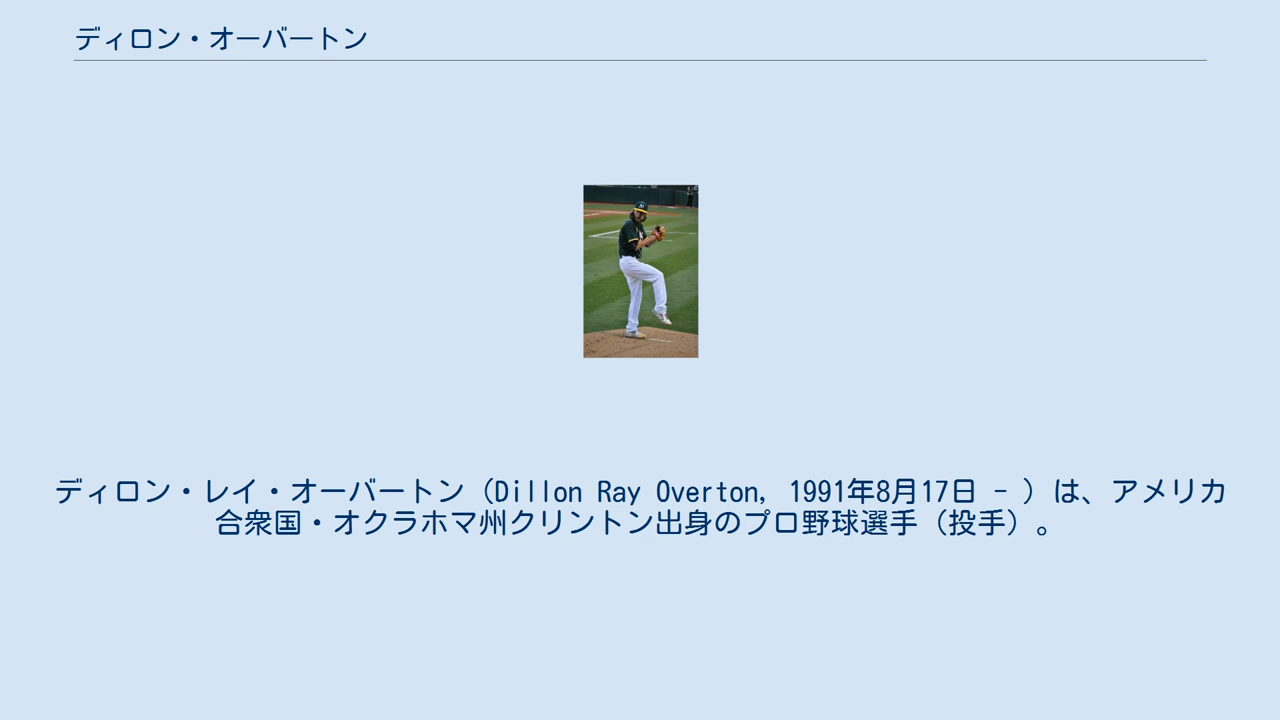 ディロン・オーバートン
ディロン・レイ・オーバートン（Dillon Ray Overton, 1991年8月17日 - ）は、アメリカ
合衆国・オクラホマ州クリントン出身のプロ野球選手（投手）。